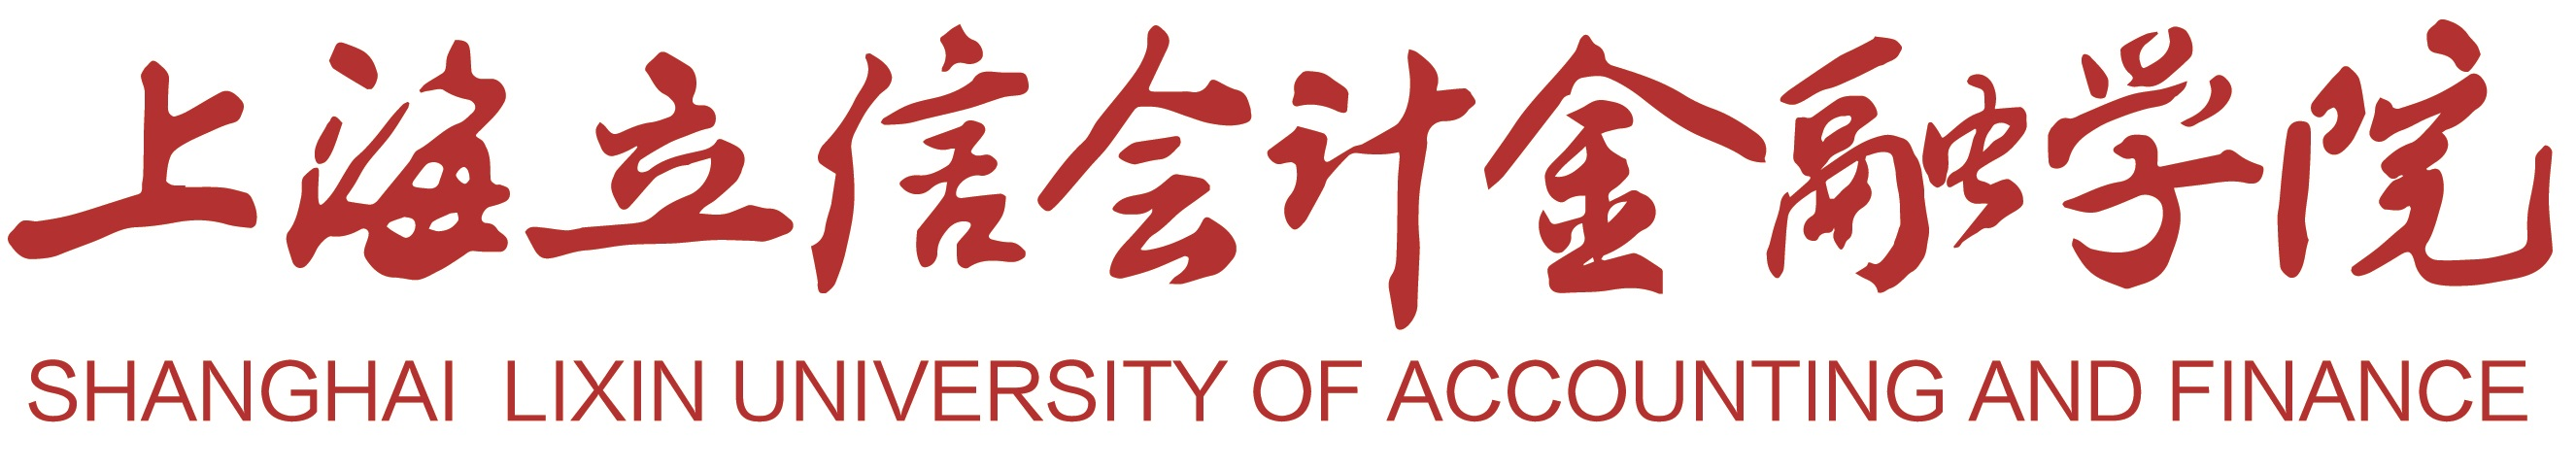 上海立信会计金融学院
SHANGHAI LIXIN UNIVERSITY OF ACCOUNTING AND FINANCE